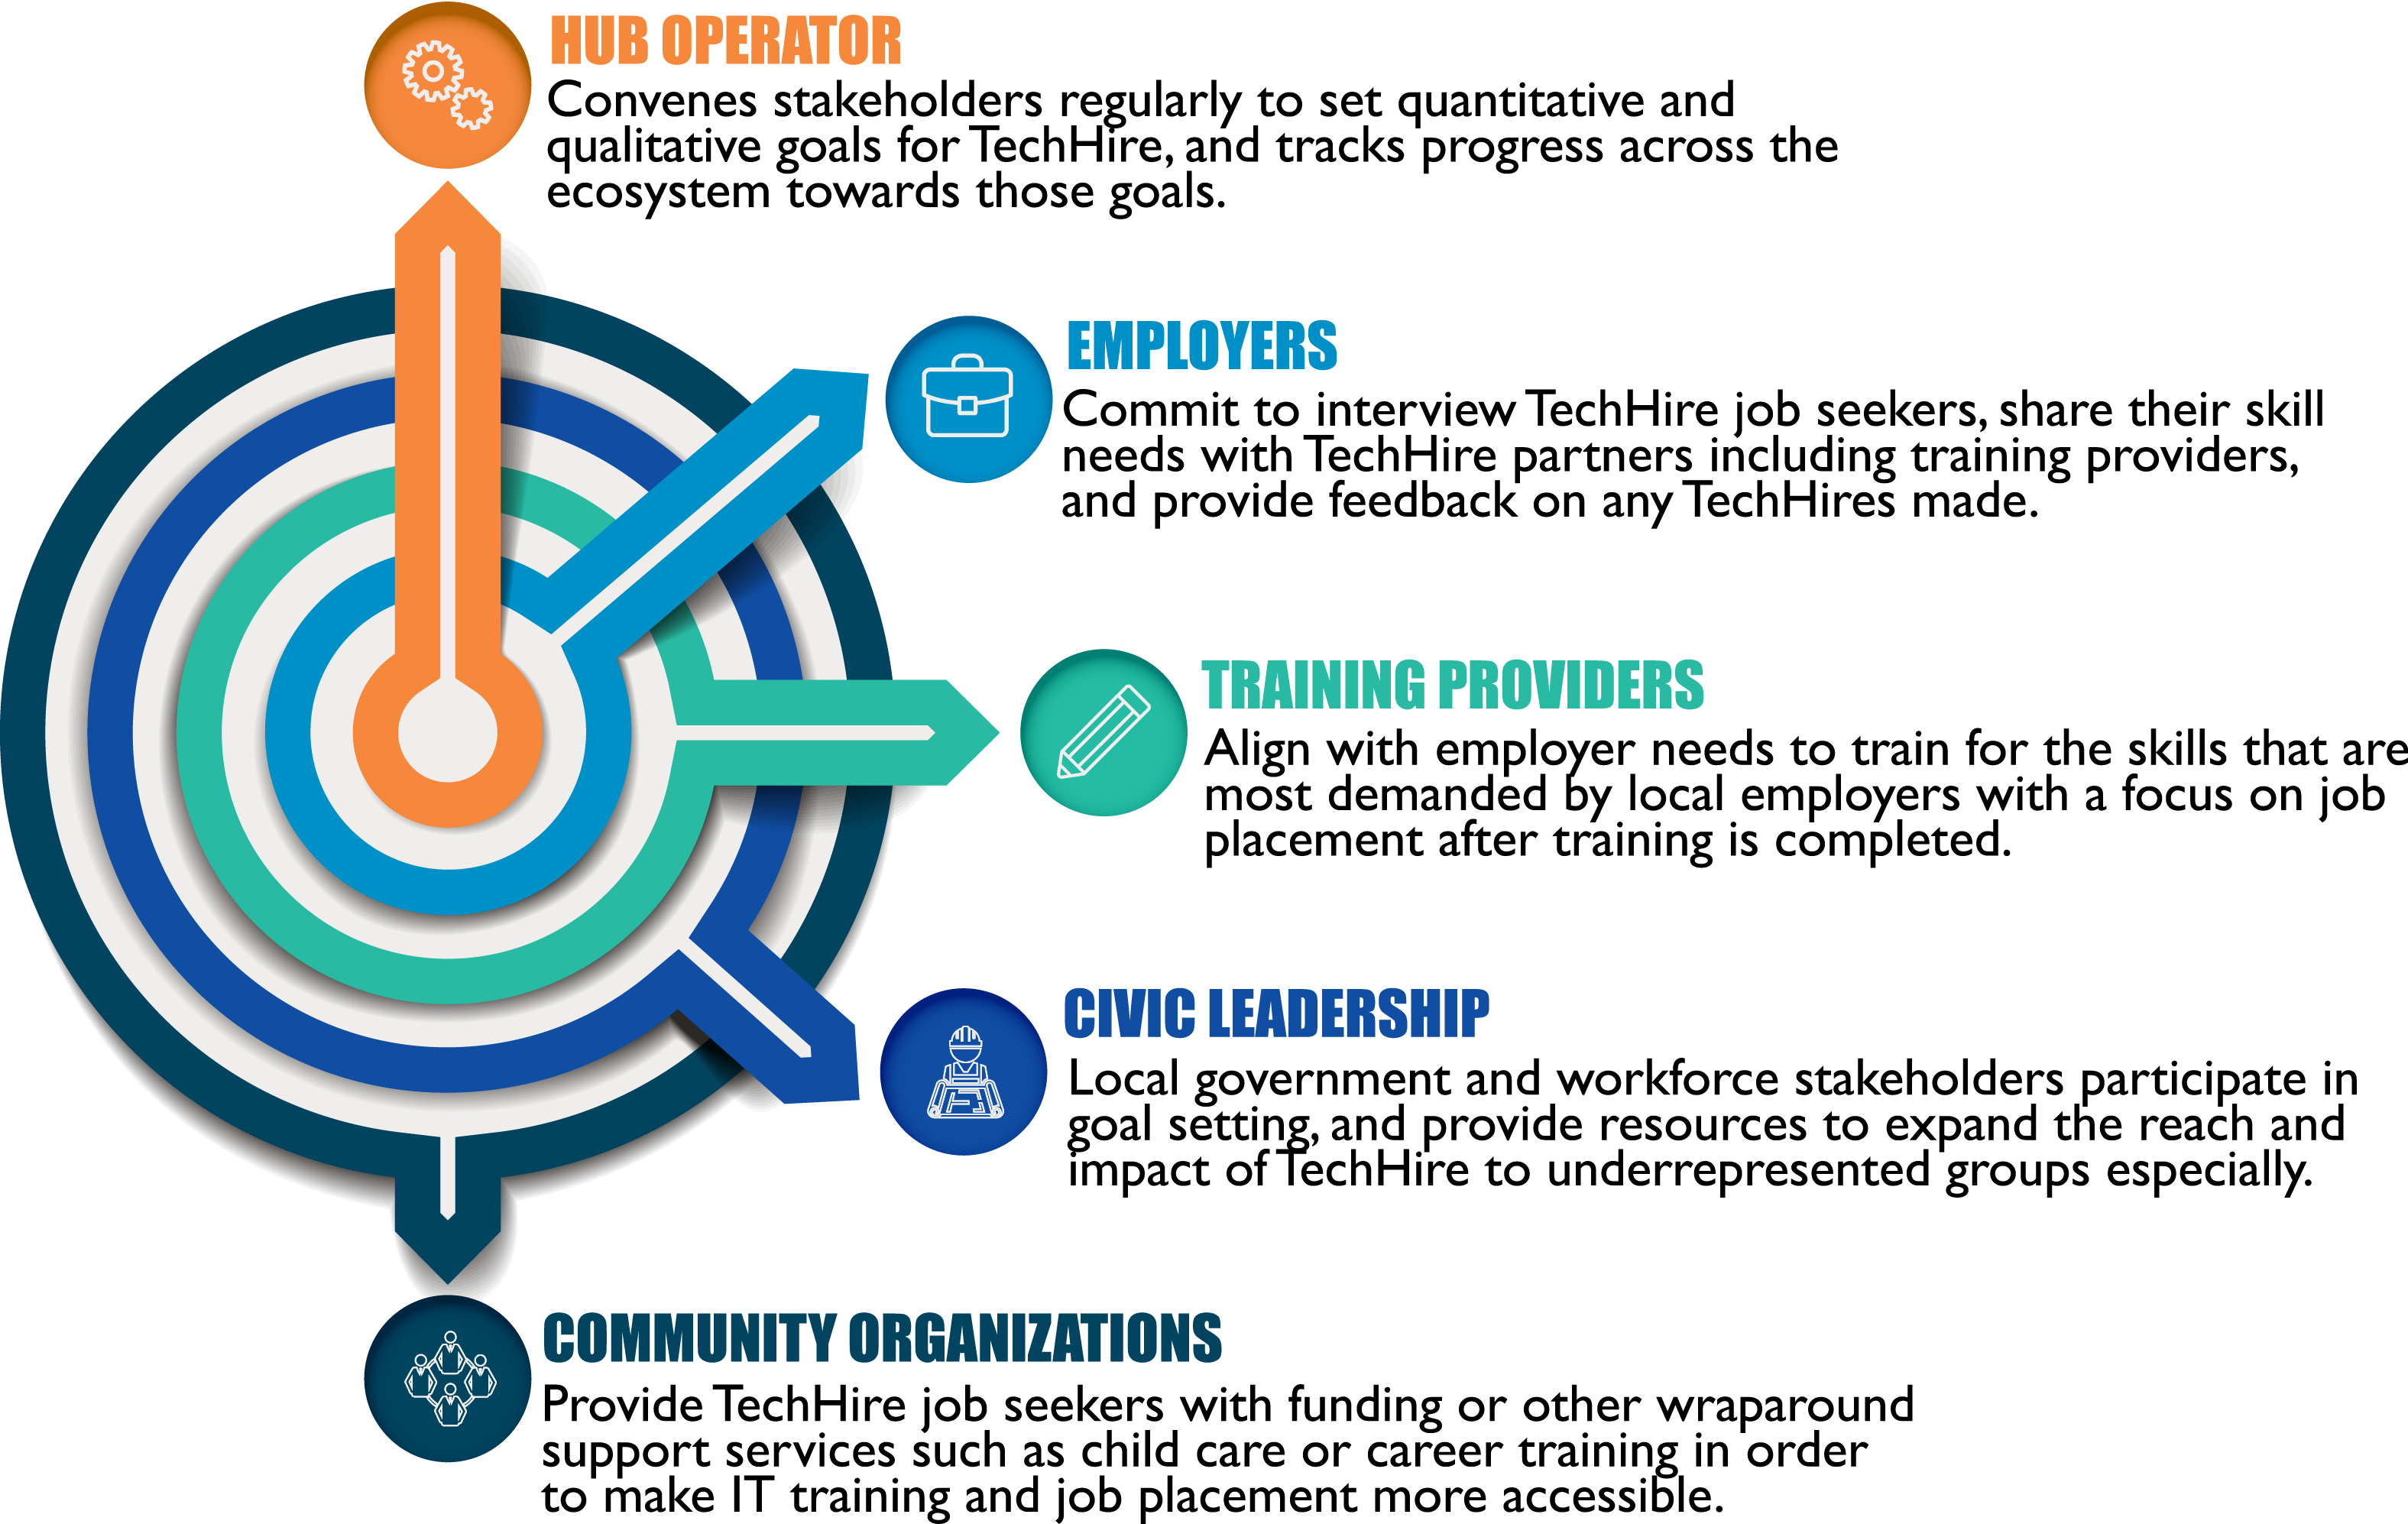 HUB OPERATOR
Convenes stakeholders regularly to set quantitative and
qualitative goals for TechHire, and tracks progress across the
ecosystem towards those goals.
EMPLOYERS
Commit to interview TechHire job seekers, share their skill
needs with TechHire partners including training providers,
and provide feedback on any TechHires made.
TRAINING PROVIDERS
Align with employer needs to train for the skills that are
most demanded by local employers with a focus on job
placement after training is completed.
CIVIC LEADERSHIP
Local government and workforce stakeholders participate in
goal setting, and provide resources to expand the reach and
impact of TechHire to underrepresented groups especially.
COMMUNITY ORGANIZATIONS
Provide TechHire job seekers with funding or other wraparound
support services such as child care or career training in order
to make IT training and job placement more accessible.